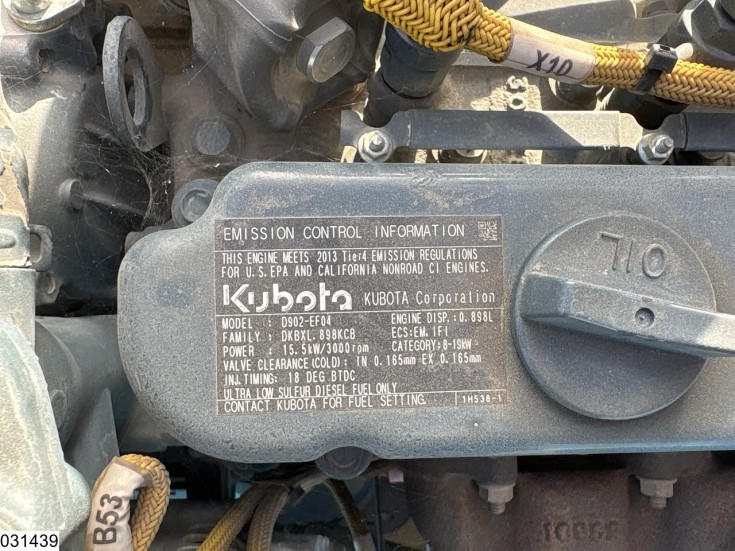 X10
EMISSION CONTROL INFORMATION
THIS ENGINE MEETS 2013 Tier4 EMISSION REGULATIONS
FOR U.S. EPA AND CALIFORNIA NONROAD CI ENGINES.
Kubota KUBOTA Corporation
MODEL : D902-EF04 ENGINE DISP.: 0.898L
FAMILY : DKBXL.898KCB ECS:EM, IFI
POWER : 15.5kW/3000rpm CATEGORY: 8-19kW
VALVE CLEARANCE(COLD): IN 0.165mm EX 0.165mm
INJ.TIMING: 18 DEG BTDC
ULTRA LOW SULFUR DIESEL FUEL ONLY
CONTACT KUBOTA FOR FUEL SETTING. 1H538-1
OIL
B53
031439